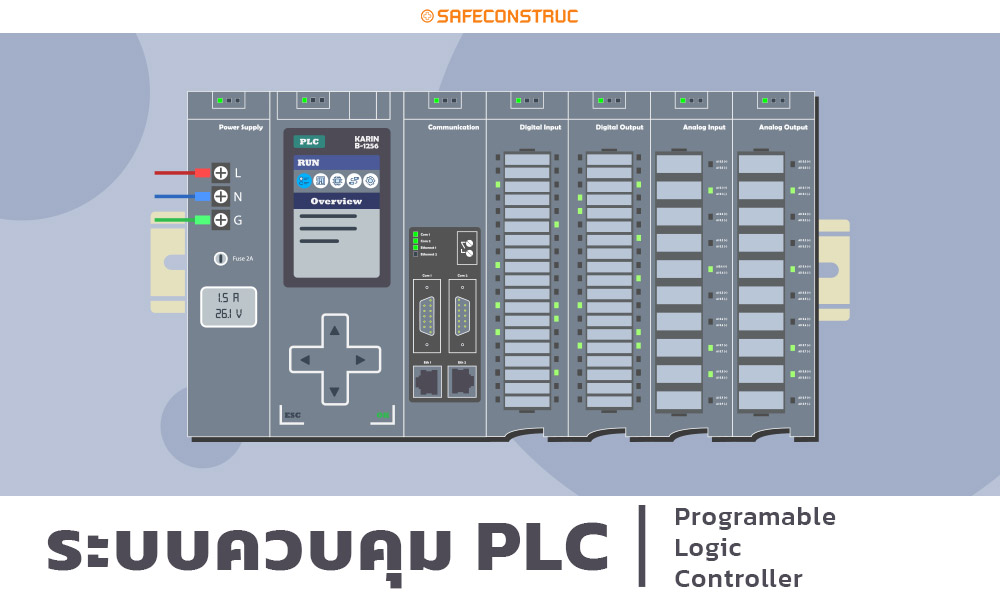 SAFECONSTRUC
Power Supply
Communication
Digital Input
Digital Output
Analog Input
Analog Output
PLC
KARIN
B-1256
RUN
Overview
L
N
G
Fuse 2A
1.5 A
26.1 V
Com 1
Com 2
Ethernet 1
Ethernet 2
Com 1
Com 2
Eth 1
Eth 2
ESC
ระบบควบคุม PLC
Programable
Logic
Controller